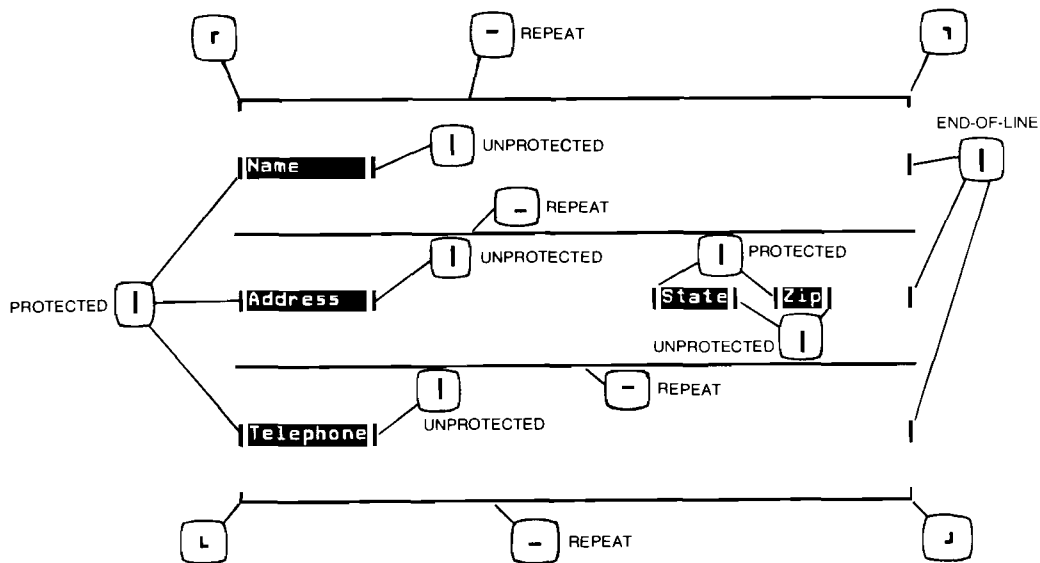 REPEAT
END-OF-LINE
UNPROTECTED
Name
REPEAT
UNPROTECTED
PROTECTED
PROTECTED
Address
State
Zip
UNPROTECTED
REPEAT
UNPROTECTED
Telephone
REPEAT